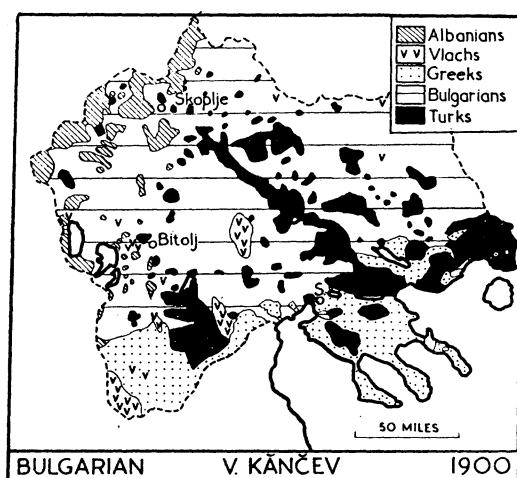 Albanians
Vlachs
Greeks
Bulgarians
Turks
Skoplje
Bitolj
S.
50 MILES
BULGARIAN V. KĂNČEV 1900